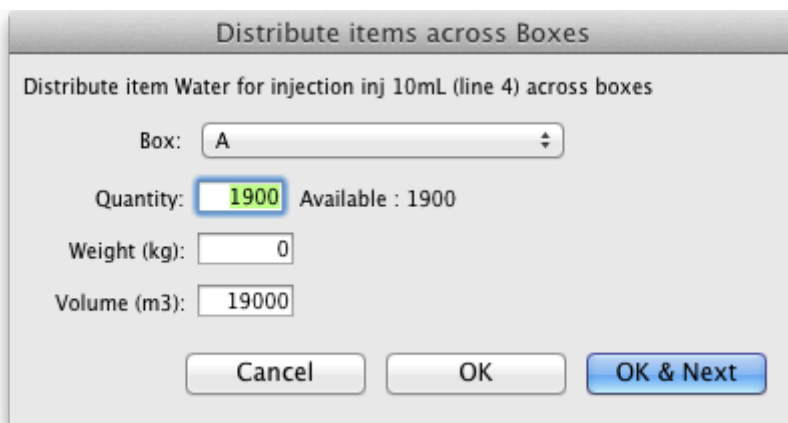 Distribute items across Boxes
Distribute item Water for injection inj 10mL (line 4) across boxes
Box: A
Quantity: 1900 Available : 1900
Weight (kg): 0
Volume (m3): 19000
Cancel OK OK & Next